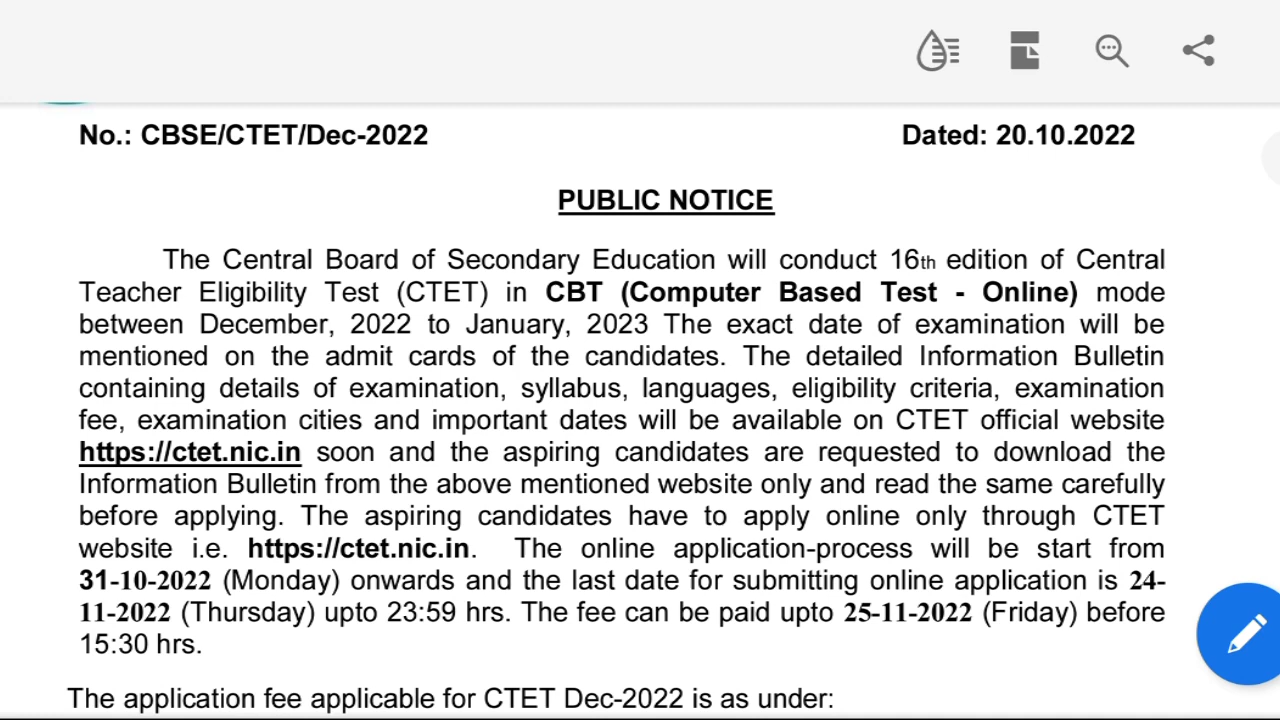 No.: CBSE/CTET/Dec-2022 Dated: 20.10.2022
PUBLIC NOTICE
The Central Board of Secondary Education will conduct 16th edition of Central
Teacher Eligibility Test (CTET) in CBT (Computer Based Test - Online) mode
between December, 2022 to January, 2023 The exact date of examination will be
mentioned on the admit cards of the candidates. The detailed Information Bulletin
containing details of examination, syllabus, languages, eligibility criteria, examination
fee, examination cities and important dates will be available on CTET official website
https://ctet.nic.in soon and the aspiring candidates are requested to download the
Information Bulletin from the above mentioned website only and read the same carefully
before applying. The aspiring candidates have to apply online only through CTET
website i.e. https://ctet.nic.in. The online application-process will be start from
31-10-2022 (Monday) onwards and the last date for submitting online application is 24-
11-2022 (Thursday) upto 23:59 hrs. The fee can be paid upto 25-11-2022 (Friday) before
15:30 hrs.
The application fee applicable for CTET Dec-2022 is as under: